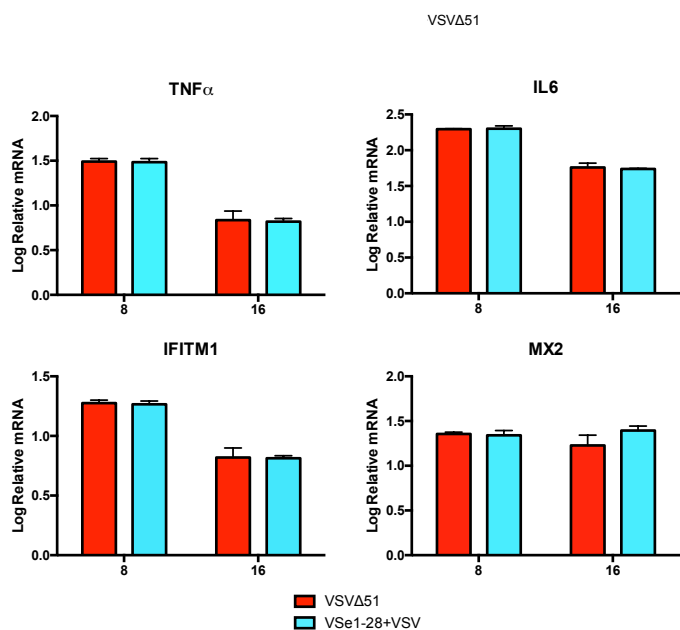 VSVΔ51
TNFα
Log Relative mRNA
2.0
1.5
1.0
0.5
0.0
8 16
IL6
Log Relative mRNA
2.5
2.0
1.5
1.0
0.5
0.0
8 16
IFITM1
Log Relative mRNA
1.5
1.0
0.5
0.0
8 16
MX2
Log Relative mRNA
2.0
1.5
1.0
0.5
0.0
8 16
VSVΔ51
VSe1-28+VSV